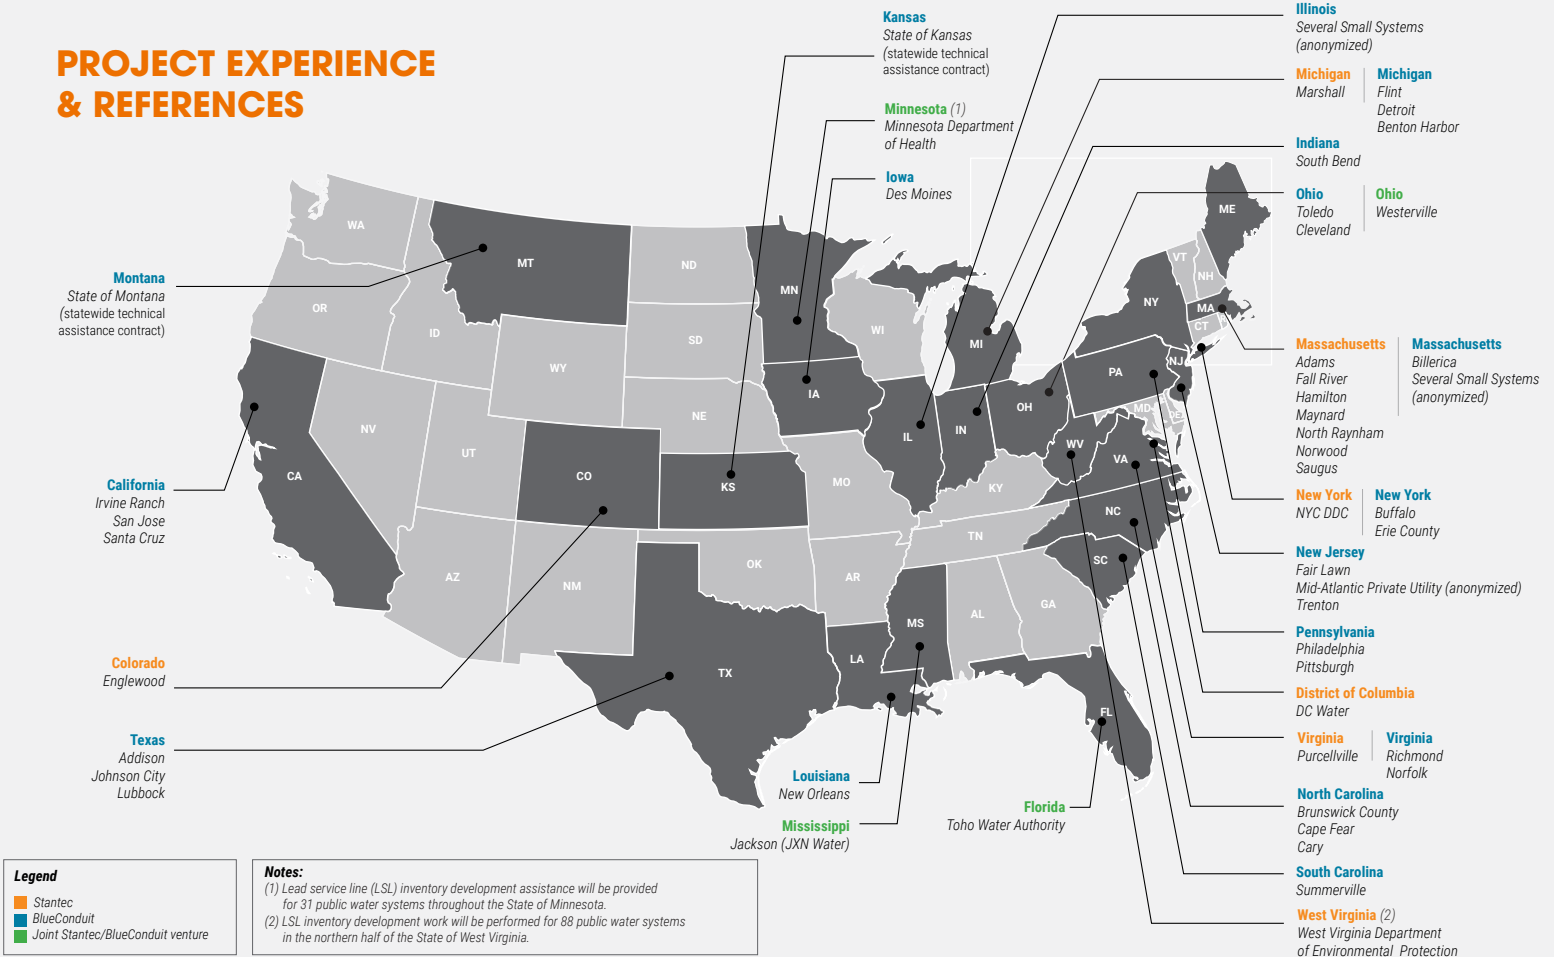 PROJECT EXPERIENCE
& REFERENCES
Kansas
State of Kansas
(statewide technical
assistance contract)
Minnesota (1)
Minnesota Department
of Health
Iowa
Des Moines
Illinois
Several Small Systems
(anonymized)
Michigan
Marshall
Michigan
Flint
Detroit
Benton Harbor
Indiana
South Bend
Ohio
Toledo
Cleveland
Ohio
Westerville
Massachusetts
Adams
Fall River
Hamilton
Maynard
North Raynham
Norwood
Saugus
Massachusetts
Billerica
Several Small Systems
(anonymized)
New York
NYC DDC
New York
Buffalo
Erie County
New Jersey
Fair Lawn
Mid-Atlantic Private Utility (anonymized)
Trenton
Pennsylvania
Philadelphia
Pittsburgh
District of Columbia
DC Water
Virginia
Purcellville
Virginia
Richmond
Norfolk
North Carolina
Brunswick County
Cape Fear
Cary
South Carolina
Summerville
West Virginia (2)
West Virginia Department
of Environmental Protection
Montana
State of Montana
(statewide technical
assistance contract)
California
Irvine Ranch
San Jose
Santa Cruz
Colorado
Englewood
Texas
Addison
Johnson City
Lubbock
Louisiana
New Orleans
Mississippi
Jackson (JXN Water)
Florida
Toho Water Authority
WA
OR
ID
MT
ND
SD
WY
NE
NV
UT
CA
CO
KS
AZ
NM
OK
TX
MN
IA
WI
MO
AR
LA
MS
IL
IN
MI
OH
KY
TN
AL
GA
FL
SC
NC
VA
WV
PA
MD
DE
NJ
NY
CT
MA
VT
NH
ME
Legend
Stantec
BlueConduit
Joint Stantec/BlueConduit venture
Notes:
(1) Lead service line (LSL) inventory development assistance will be provided
for 31 public water systems throughout the State of Minnesota.
(2) LSL inventory development work will be performed for 88 public water systems
in the northern half of the State of West Virginia.